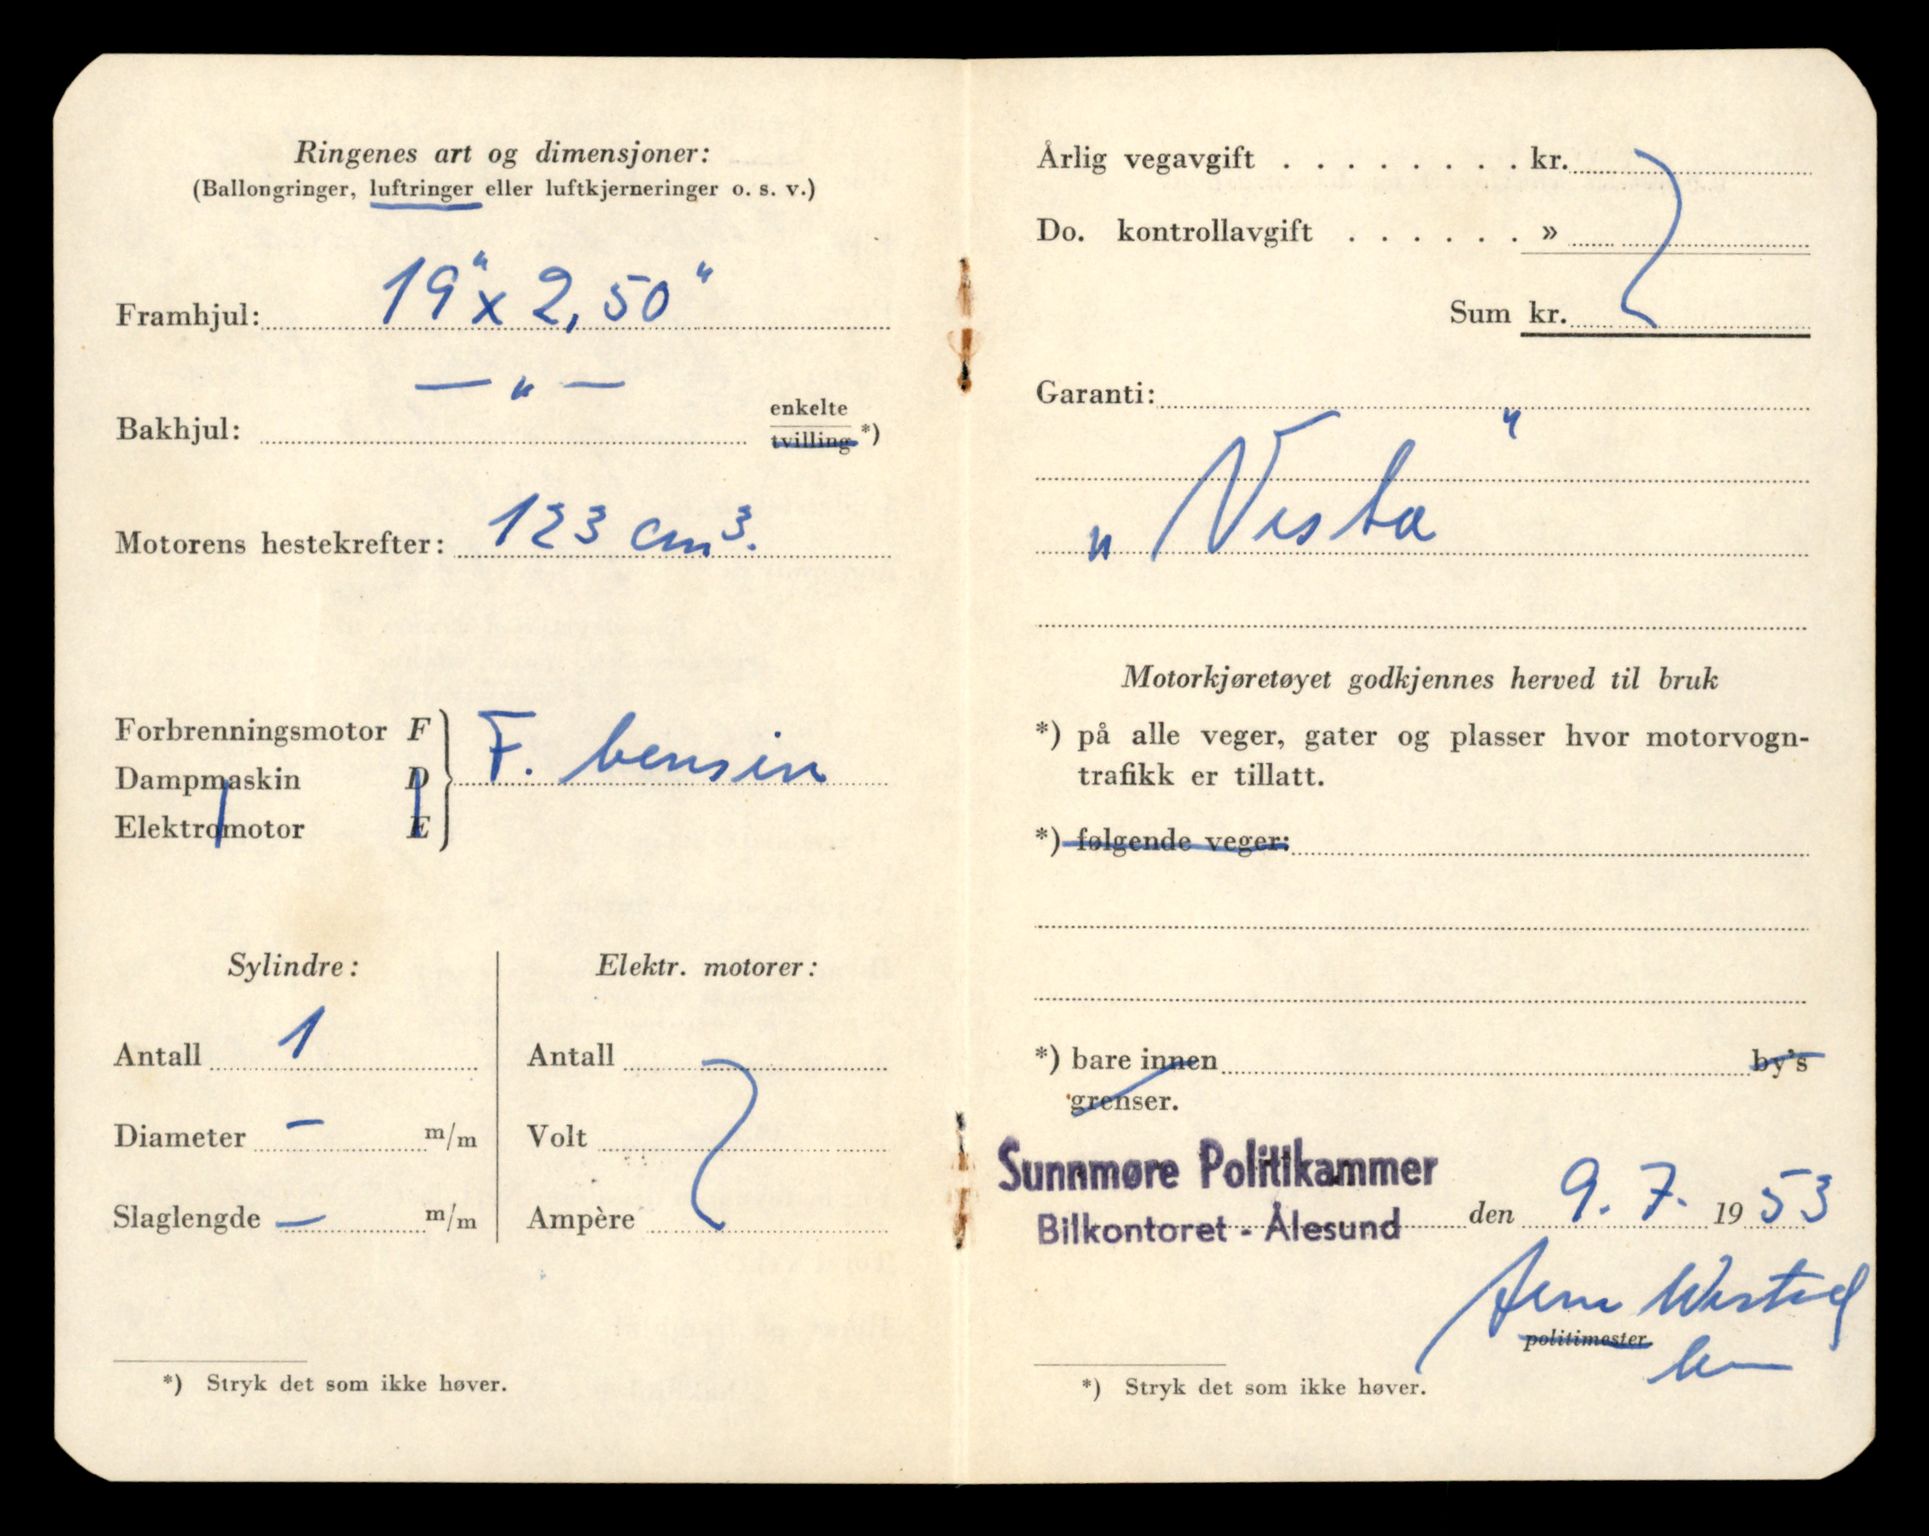 Ringenes art og dimensjoner:
(Ballongringer, luftringer eller luftkjerneringer o. s. v.)
Framhjul: 19" x 2,50"
Bakhjul: — " — enkelte
tvilling *)
Motorens hestekrefter: 123 cm³.
Forbrenningsmotor F
Dampmaskin D
Elektromotor E
F. bensin
Sylindre:
Antall 1
Diameter — m/m
Slaglengde — m/m
Elektr. motorer:
Antall
Volt
Ampère
*) Stryk det som ikke høver.
Årlig vegavgift . . . . . . . . kr.
Do. kontrollavgift . . . . . . »
Sum kr.
Garanti:
"Vesta"
Motorkjøretøyet godkjennes herved til bruk
*) på alle veger, gater og plasser hvor motorvogn-
trafikk er tillatt.
*) følgende veger:
*) bare innen by's
grenser.
Sunnmøre Politikammer
Bilkontoret - Ålesund den 9. 7. 1953
politimester
*) Stryk det som ikke høver.